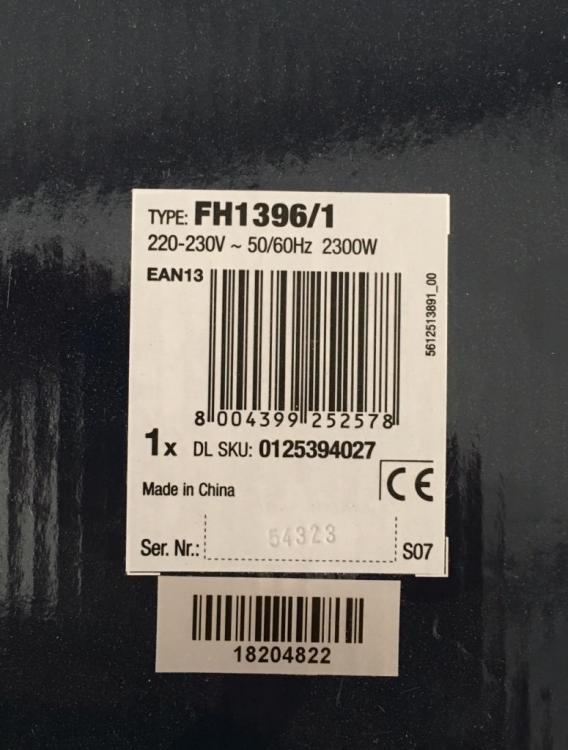 TYPE: FH1396/1
220-230V ~ 50/60Hz 2300W
EAN13
5612513891_00
8 004399 252578
1x DL SKU: 0125394027
CE
Made in China
54323
Ser. Nr.: S07
18204822